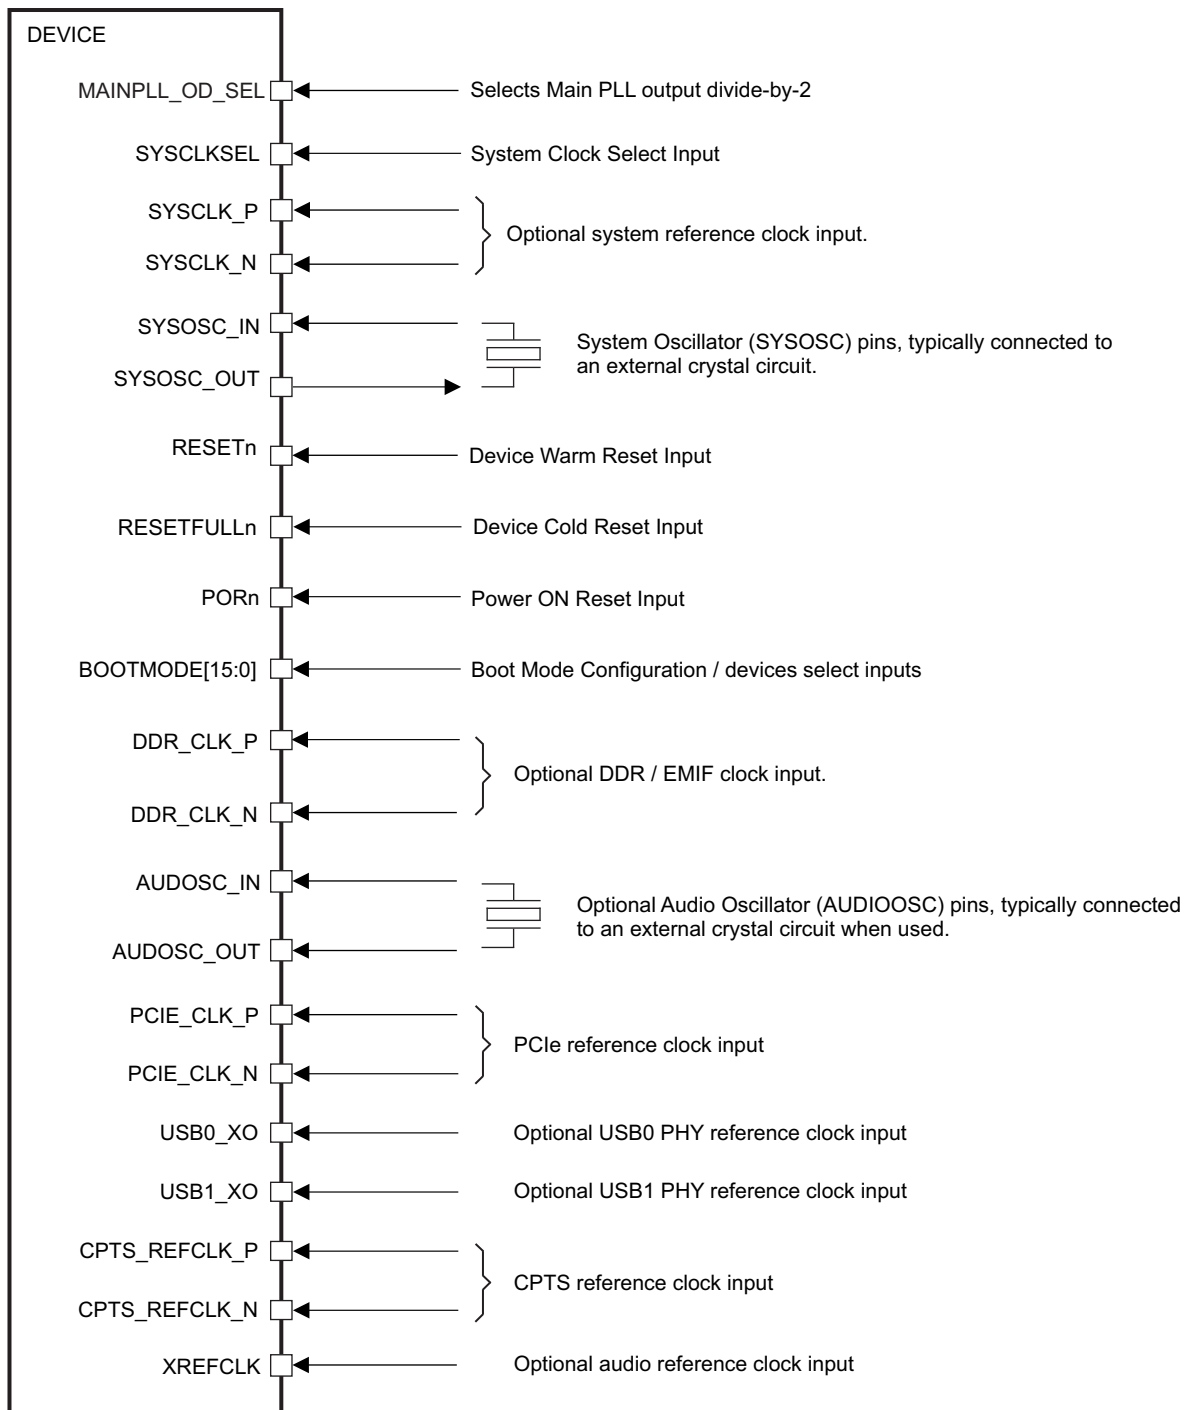 DEVICE
MAINPLL_OD_SEL Selects Main PLL output divide-by-2
SYSCLKSEL System Clock Select Input
SYSCLK_P
Optional system reference clock input.
SYSCLK_N
SYSOSC_IN
System Oscillator (SYSOSC) pins, typically connected to
an external crystal circuit.
SYSOSC_OUT
RESETn Device Warm Reset Input
RESETFULLn Device Cold Reset Input
PORn Power ON Reset Input
BOOTMODE[15:0] Boot Mode Configuration / devices select inputs
DDR_CLK_P
Optional DDR / EMIF clock input.
DDR_CLK_N
AUDOSC_IN
Optional Audio Oscillator (AUDIOOSC) pins, typically connected
to an external crystal circuit when used.
AUDOSC_OUT
PCIE_CLK_P
PCIe reference clock input
PCIE_CLK_N
USB0_XO Optional USB0 PHY reference clock input
USB1_XO Optional USB1 PHY reference clock input
CPTS_REFCLK_P
CPTS reference clock input
CPTS_REFCLK_N
XREFCLK Optional audio reference clock input